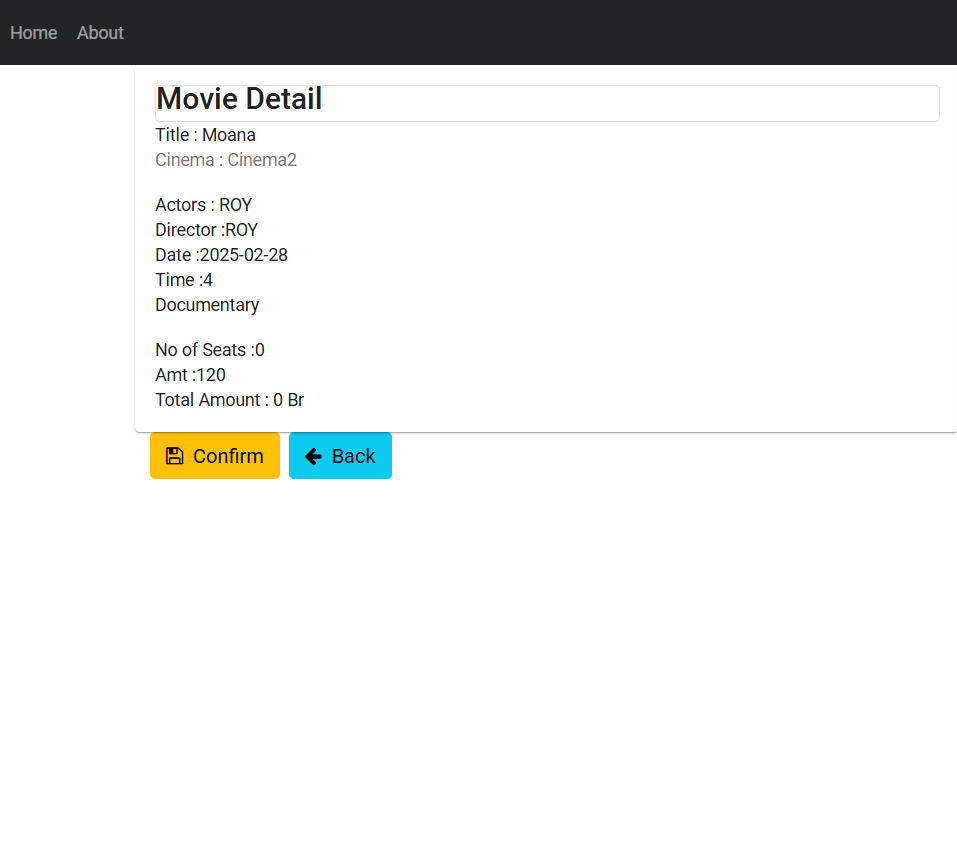 Home About
Movie Detail
Title : Moana
Cinema : Cinema2
Actors : ROY
Director :ROY
Date :2025-02-28
Time :4
Documentary
No of Seats :0
Amt :120
Total Amount : 0 Br
Confirm Back